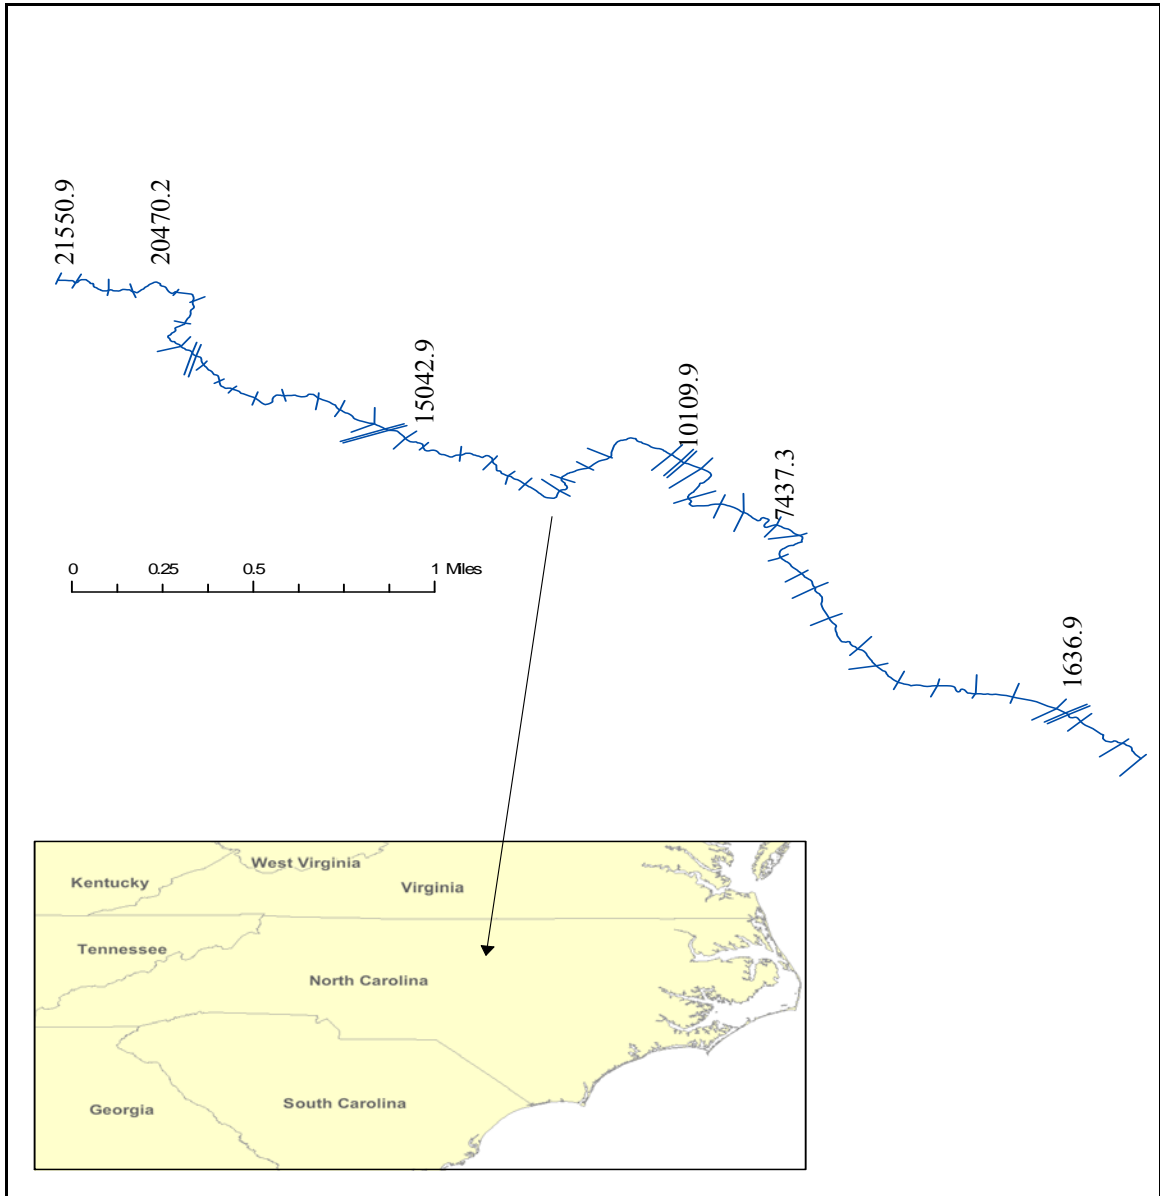 21550.9
20470.2
15042.9
10109.9
7437.3
1636.9
0 0.25 0.5 1 Miles
West Virginia
Kentucky
Virginia
Tennessee
North Carolina
South Carolina
Georgia